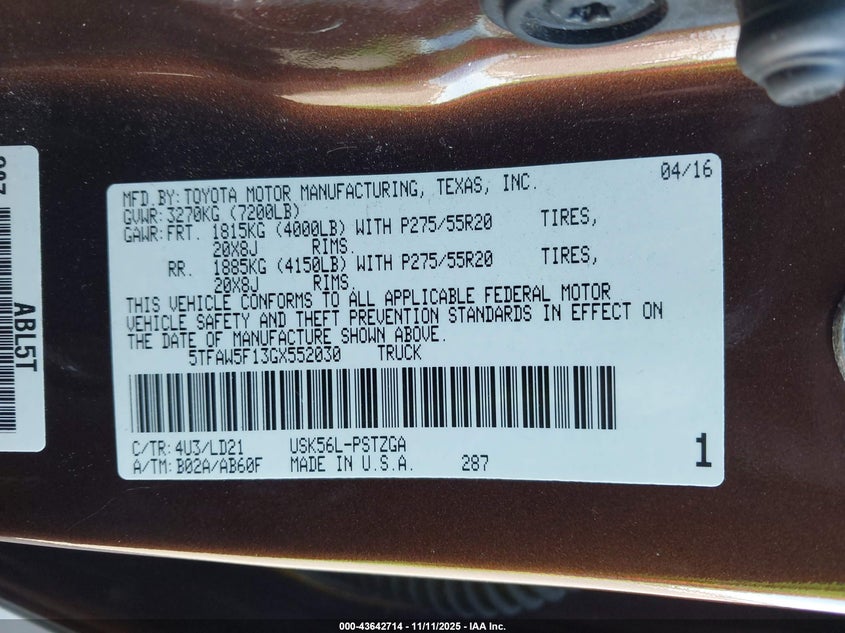 MFD.BY:TOYOTA MOTOR MANUFACTURING, TEXAS, INC. 04/16
GVWR:3270KG (7200LB)
GAWR:FRT. 1815KG (4000LB) WITH P275/55R20 TIRES,
20X8J RIMS.
RR. 1885KG (4150LB) WITH P275/55R20 TIRES,
20X8J RIMS.
THIS VEHICLE CONFORMS TO ALL APPLICABLE FEDERAL MOTOR
VEHICLE SAFETY AND THEFT PREVENTION STANDARDS IN EFFECT ON
THE DATE OF MANUFACTURE SHOWN ABOVE.
5TFAW5F13GX552030 TRUCK
C/TR: 4U3/LD21 USK56L-PSTZGA
A/TM: B02A/AB60F MADE IN U.S.A. 287 1
ABL5T
000-43642714 - 11/11/2025 - IAA Inc.